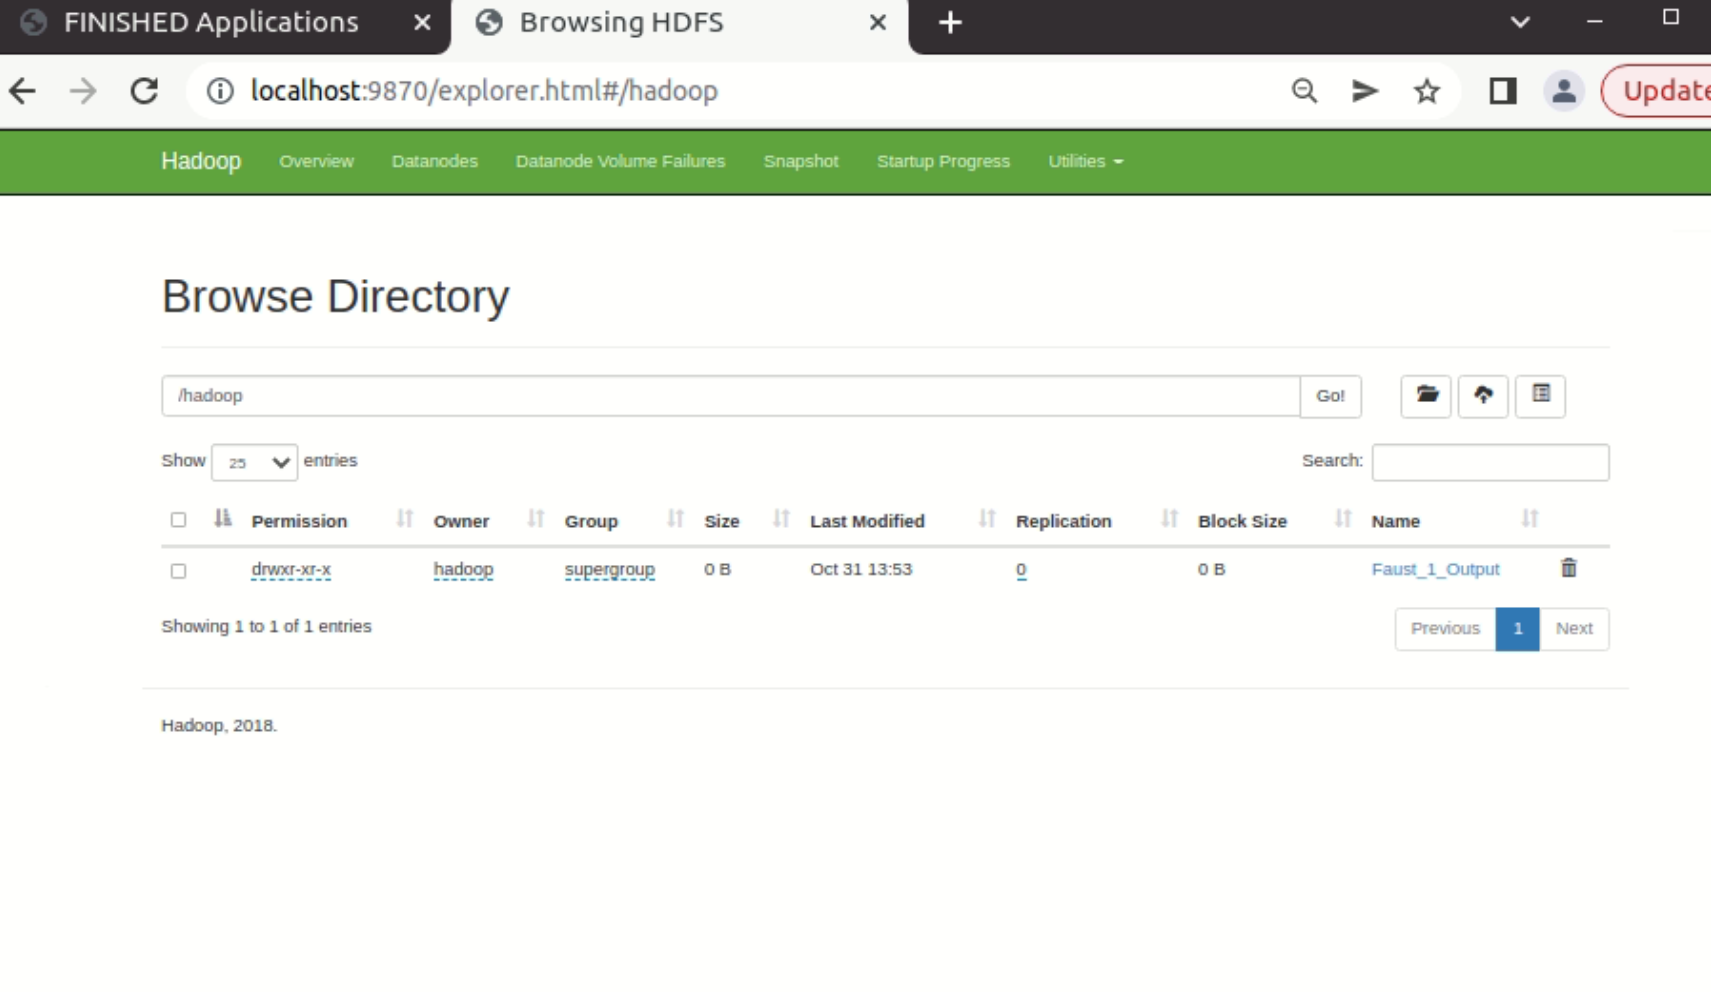 FINISHED Applications
Browsing HDFS
localhost:9870/explorer.html#/hadoop
Update
Hadoop Overview Datanodes Datanode Volume Failures Snapshot Startup Progress Utilities
Browse Directory
/hadoop Go!
Show 25 entries Search:
Permission Owner Group Size Last Modified Replication Block Size Name
drwxr-xr-x hadoop supergroup 0 B Oct 31 13:53 0 0 B Faust_1_Output
Showing 1 to 1 of 1 entries Previous 1 Next
Hadoop, 2018.